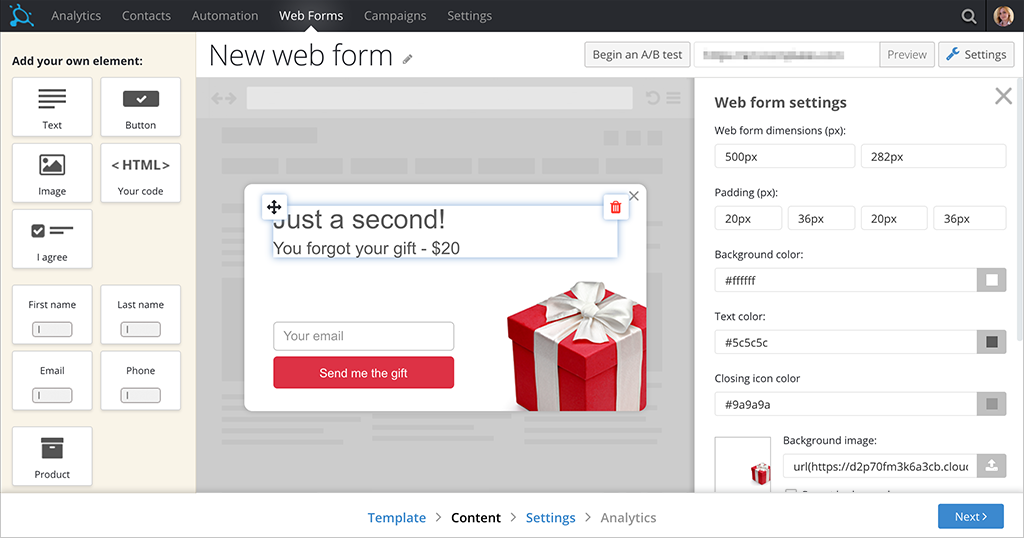 Analytics Contacts Automation Web Forms Campaigns Settings
Add your own element:
Text
Button
Image
<HTML>
Your code
I agree
First name
Last name
Email
Phone
Product
New web form
Begin an A/B test
Preview
Settings
Just a second!
You forgot your gift - $20
Your email
Send me the gift
Web form settings
Web form dimensions (px):
500px 282px
Padding (px):
20px 36px 20px 36px
Background color:
#ffffff
Text color:
#5c5c5c
Closing icon color
#9a9a9a
Background image:
url(https://d2p70fm3k6a3cb.cloud
Template > Content > Settings > Analytics
Next >